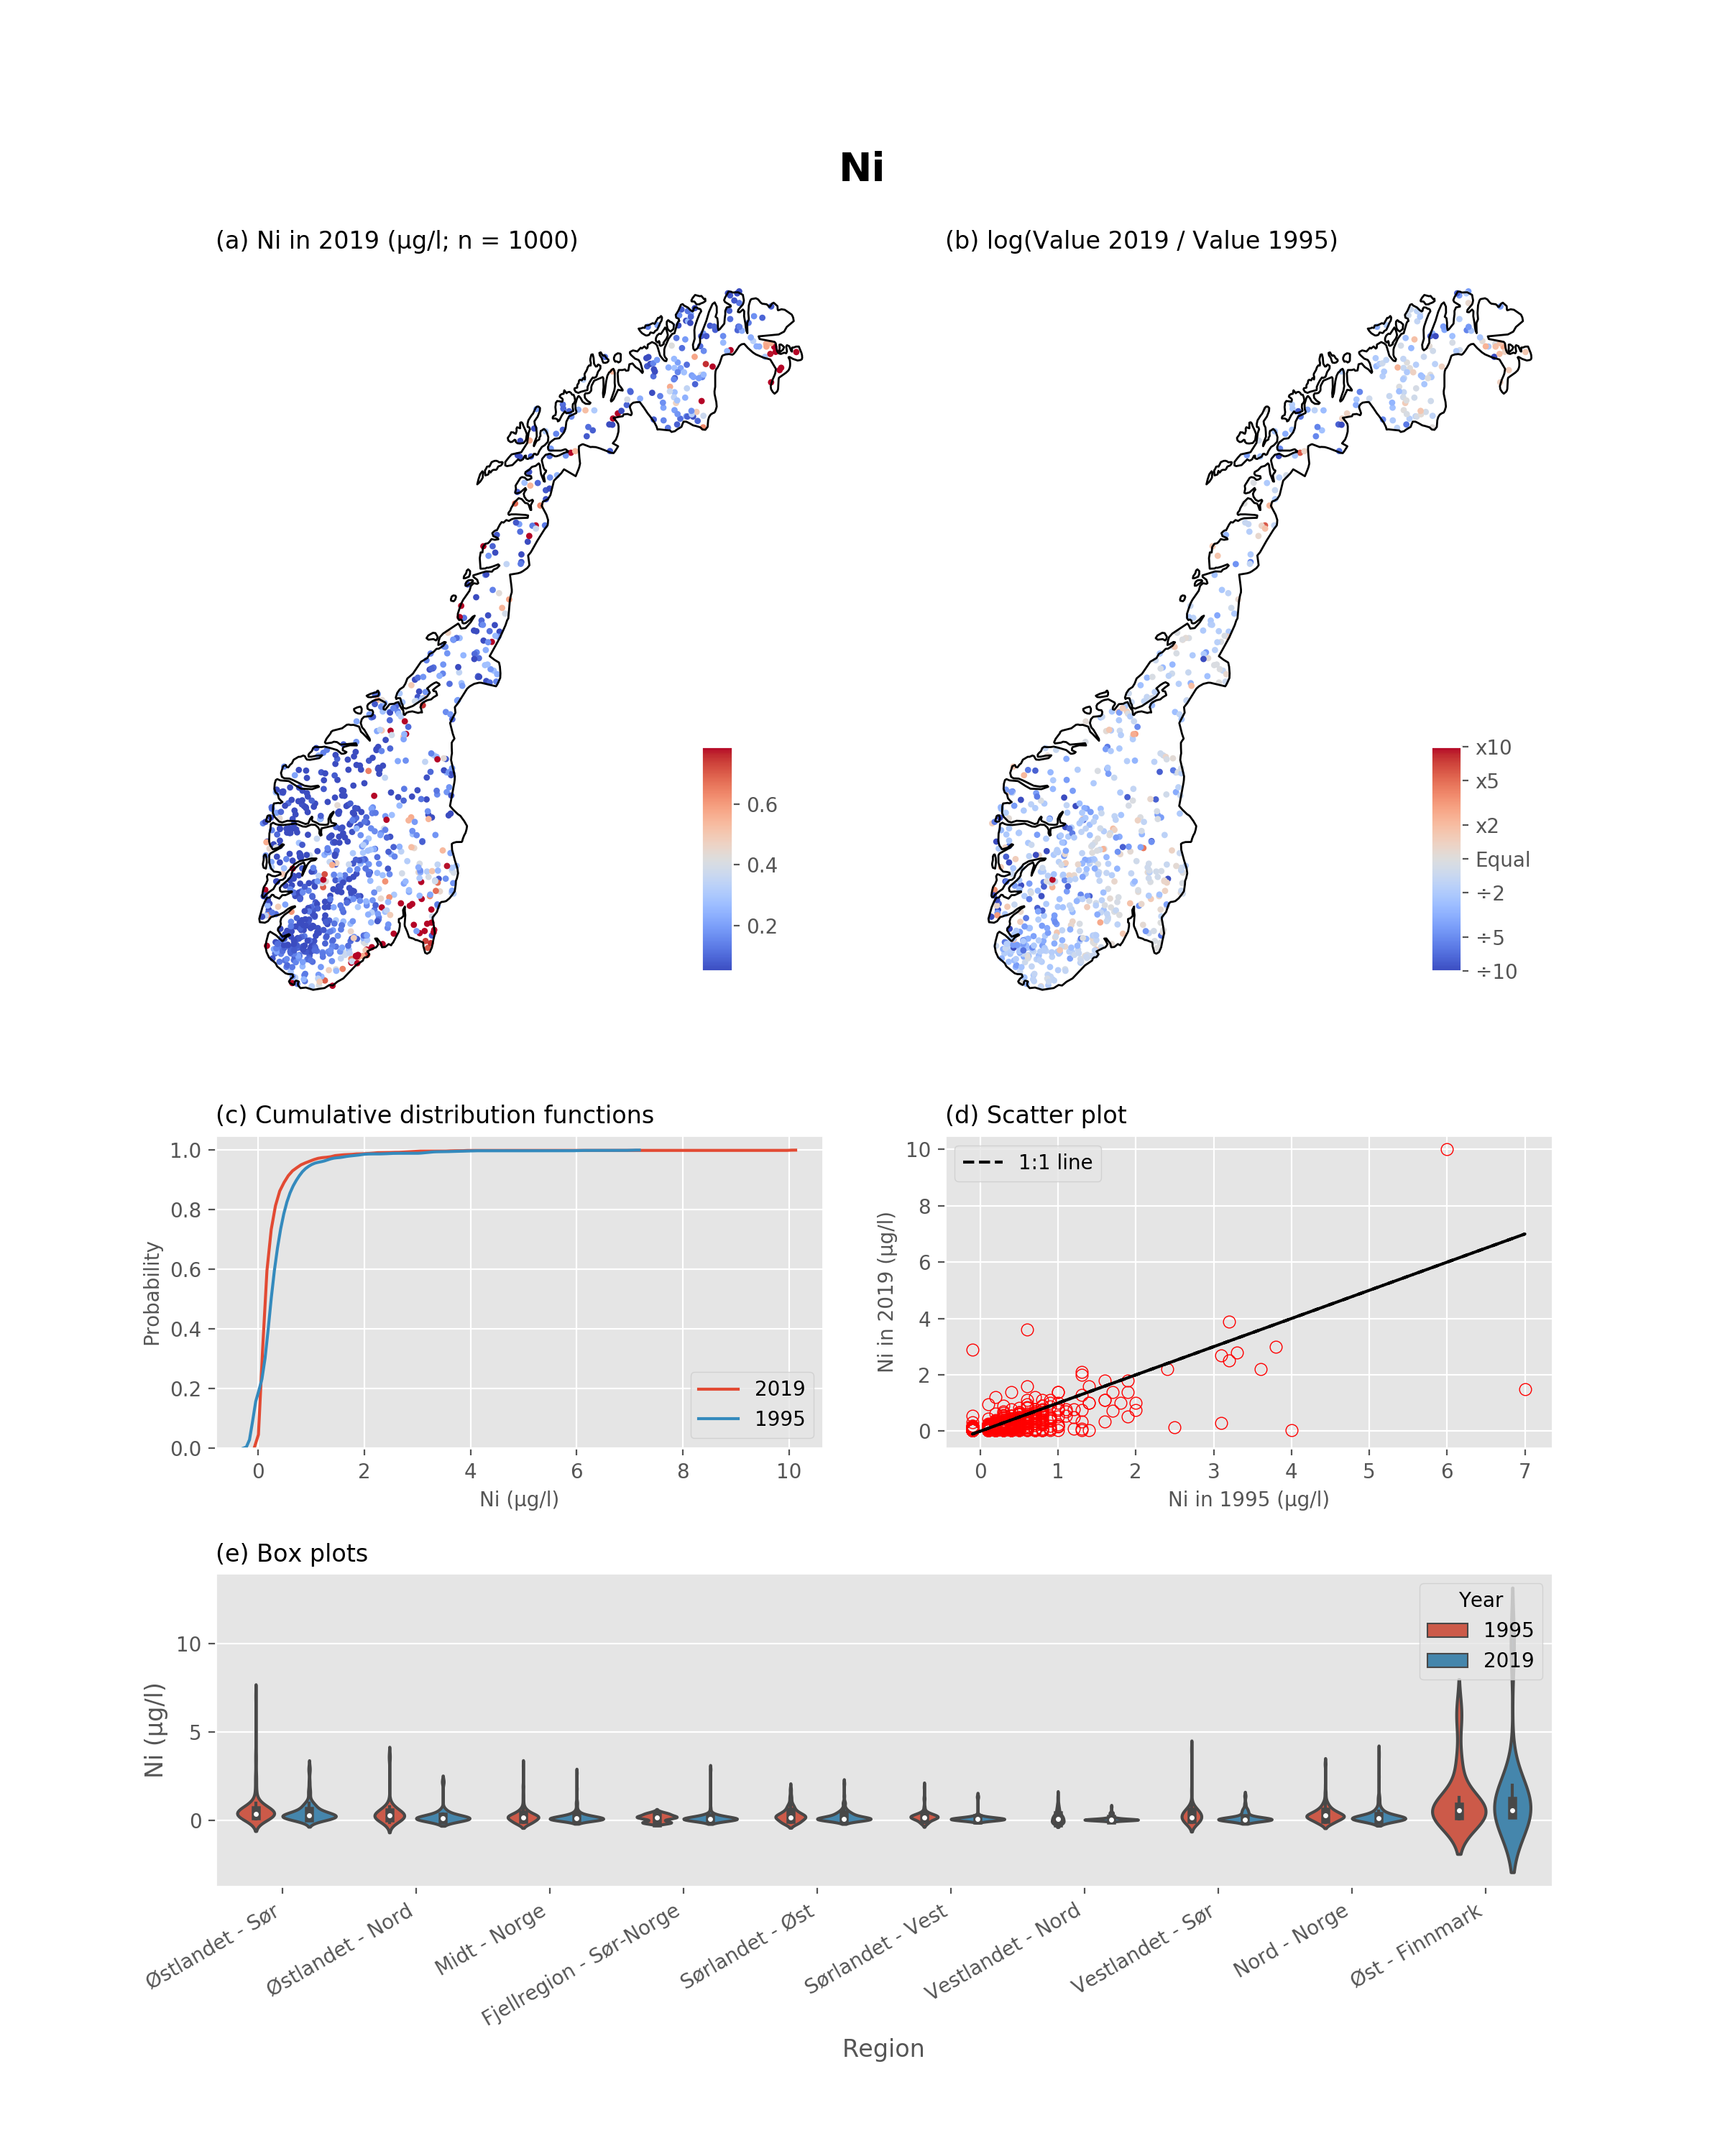 Ni
(a) Ni in 2019 (µg/l; n = 1000)
(b) log(Value 2019 / Value 1995)
0.6
0.4
0.2
x10
x5
x2
Equal
÷2
÷5
÷10
(c) Cumulative distribution functions
1.0
0.8
0.6
0.4
0.2
0.0
Probability
2019
1995
0 2 4 6 8 10
Ni (µg/l)
(d) Scatter plot
1:1 line
10
8
6
4
2
0
Ni in 2019 (µg/l)
0 1 2 3 4 5 6 7
Ni in 1995 (µg/l)
(e) Box plots
Year
1995
2019
10
5
0
Ni (µg/l)
Østlandet - Sør
Østlandet - Nord
Midt - Norge
Fjellregion - Sør-Norge
Sørlandet - Øst
Sørlandet - Vest
Vestlandet - Nord
Vestlandet - Sør
Nord - Norge
Øst - Finnmark
Region